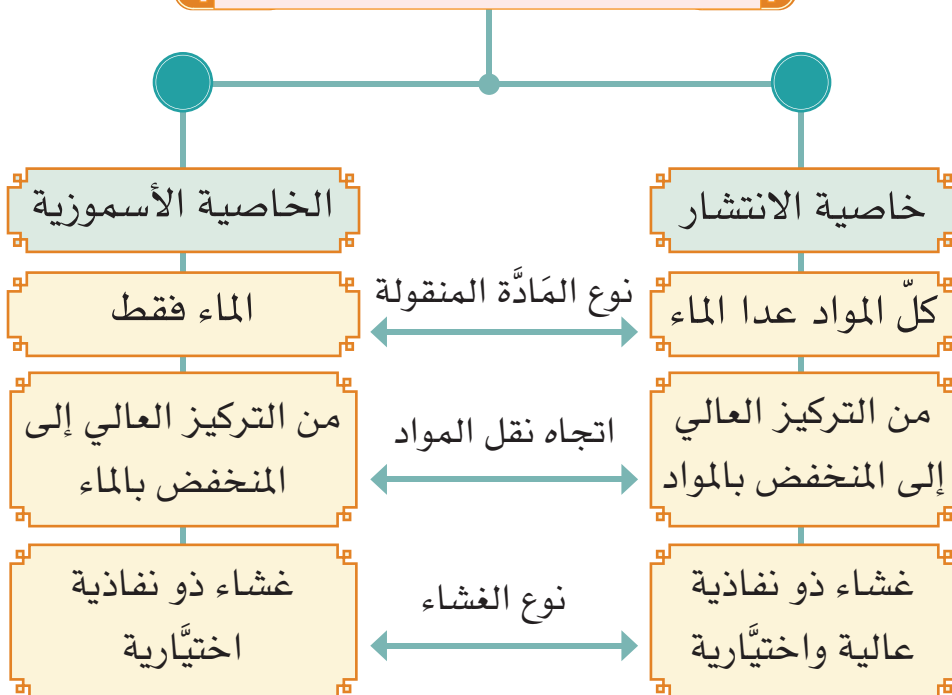 خاصية الانتشار
الخاصية الأسموزية
كلّ المواد عدا الماء
نوع المَادَّة المنقولة
الماء فقط
من التركيز العالي
إلى المنخفض بالمواد
اتجاه نقل المواد
من التركيز العالي إلى
المنخفض بالماء
غشاء ذو نفاذية
عالية واختيَّارية
نوع الغشاء
غشاء ذو نفاذية
اختيَّارية